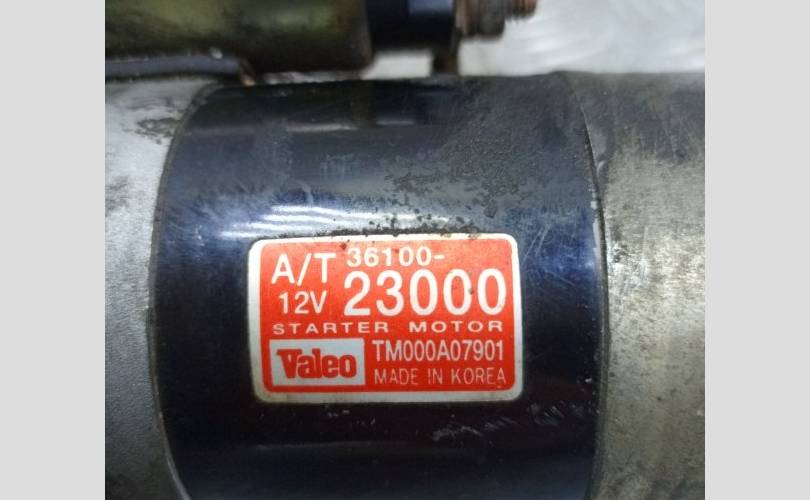 A/T 36100-
12V 23000
STARTER MOTOR
Valeo TM000A07901
MADE IN KOREA